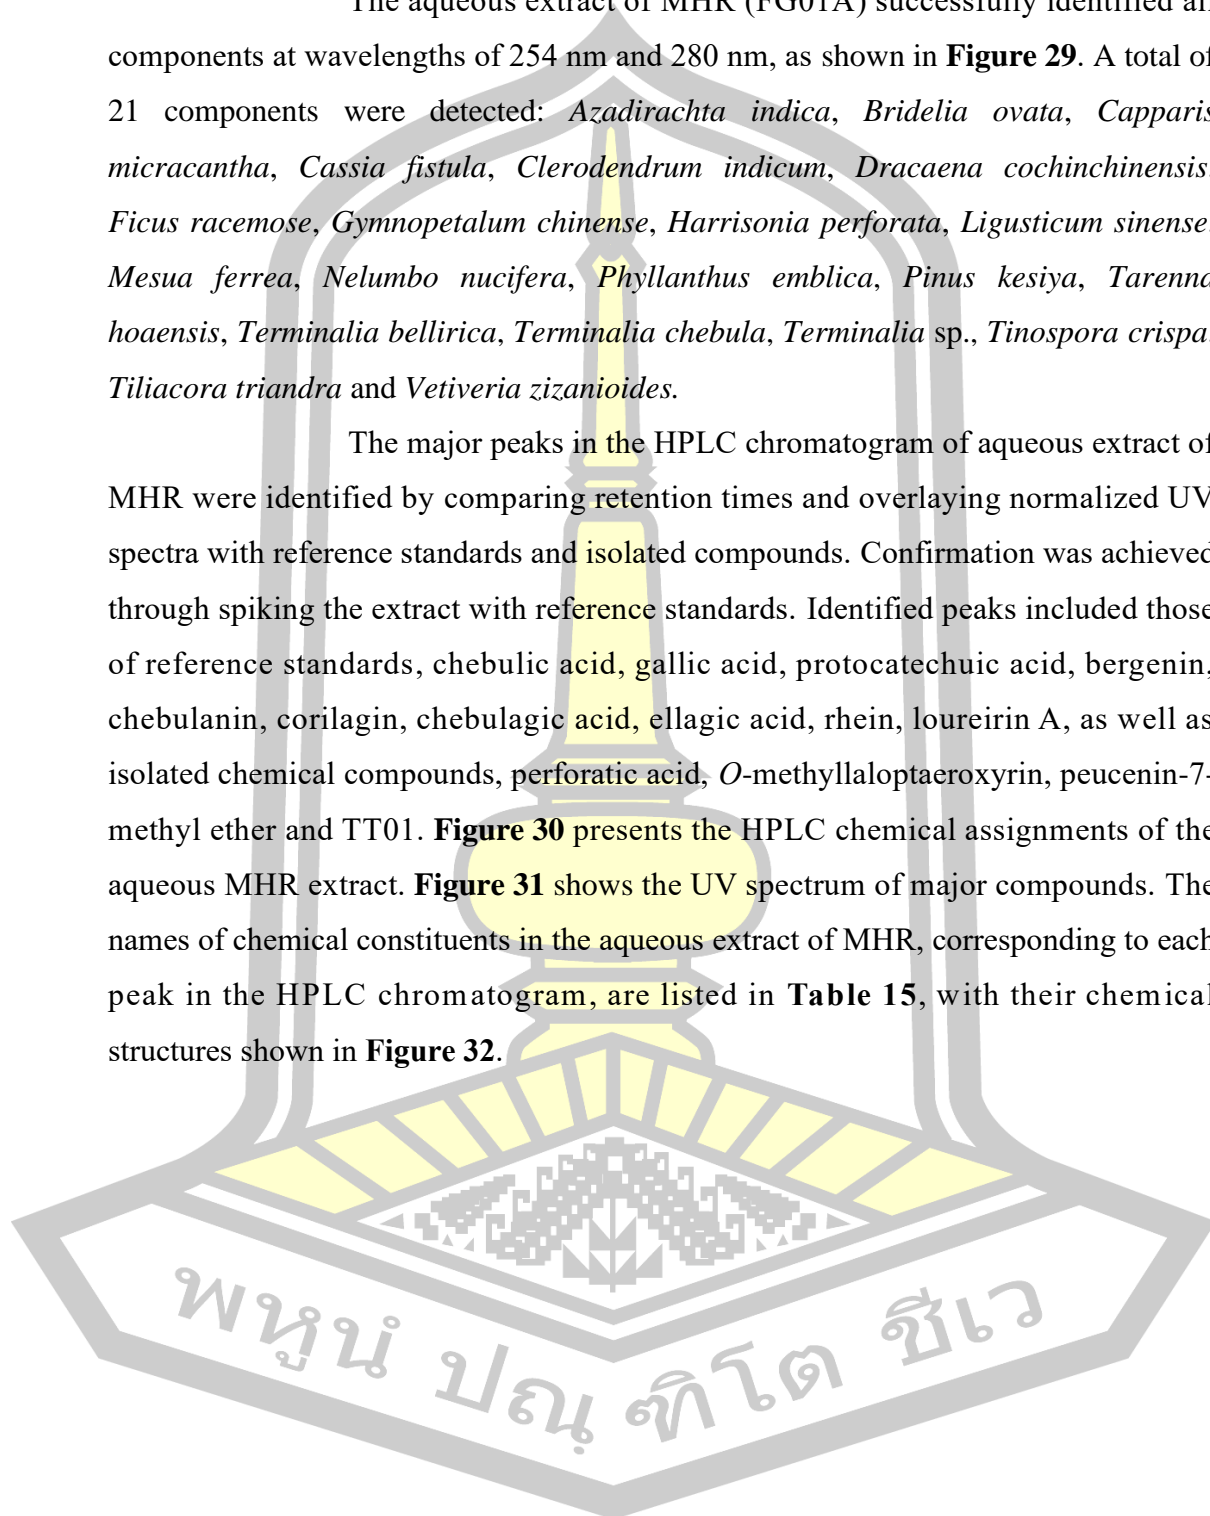 The aqueous extract of MHR (FG01A) successfully identified all
components at wavelengths of 254 nm and 280 nm, as shown in Figure 29. A total of
21 components were detected: Azadirachta indica, Bridelia ovata, Capparis
micracantha, Cassia fistula, Clerodendrum indicum, Dracaena cochinchinensis,
Ficus racemose, Gymnopetalum chinense, Harrisonia perforata, Ligusticum sinense,
Mesua ferrea, Nelumbo nucifera, Phyllanthus emblica, Pinus kesiya, Tarenna
hoaensis, Terminalia bellirica, Terminalia chebula, Terminalia sp., Tinospora crispa,
Tiliacora triandra and Vetiveria zizanioides.
The major peaks in the HPLC chromatogram of aqueous extract of
MHR were identified by comparing retention times and overlaying normalized UV
spectra with reference standards and isolated compounds. Confirmation was achieved
through spiking the extract with reference standards. Identified peaks included those
of reference standards, chebulic acid, gallic acid, protocatechuic acid, bergenin,
chebulanin, corilagin, chebulagic acid, ellagic acid, rhein, loureirin A, as well as
isolated chemical compounds, perforatic acid, O-methyllaloptaeroxyrin, peucenin-7-
methyl ether and TT01. Figure 30 presents the HPLC chemical assignments of the
aqueous MHR extract. Figure 31 shows the UV spectrum of major compounds. The
names of chemical constituents in the aqueous extract of MHR, corresponding to each
peak in the HPLC chromatogram, are listed in Table 15, with their chemical
structures shown in Figure 32.
พหูนํ ปณฺฑิโต ชีเว